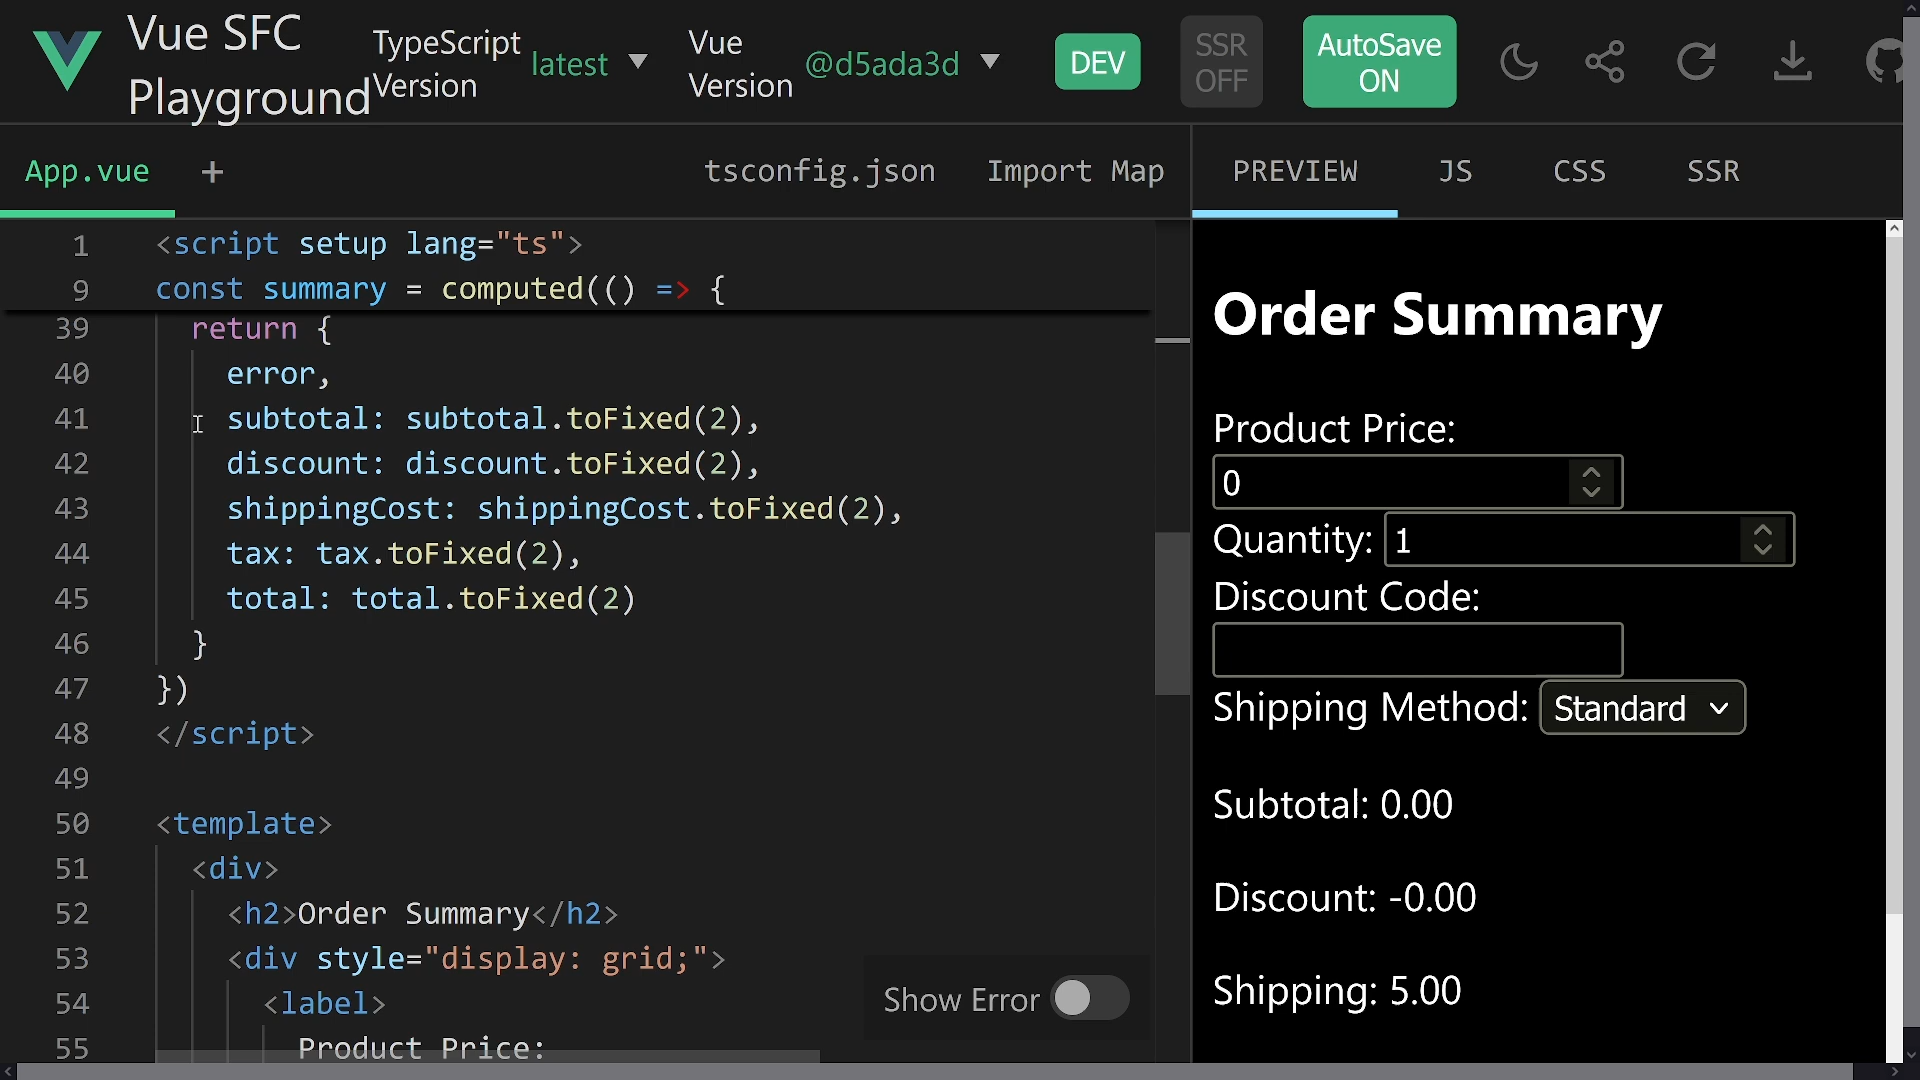 Vue SFC Playground
TypeScript Version latest ▼
Vue Version @d5ada3d ▼
DEV
SSR OFF
AutoSave ON
App.vue +
tsconfig.json
Import Map
PREVIEW
JS
CSS
SSR
1 <script setup lang="ts">
9 const summary = computed(() => {
39 return {
40 error,
41 subtotal: subtotal.toFixed(2),
42 discount: discount.toFixed(2),
43 shippingCost: shippingCost.toFixed(2),
44 tax: tax.toFixed(2),
45 total: total.toFixed(2)
46 }
47 })
48 </script>
49
50 <template>
51 <div>
52 <h2>Order Summary</h2>
53 <div style="display: grid;">
54 <label>
55 Product Price:
Show Error
Order Summary
Product Price:
0
Quantity: 1
Discount Code:
Shipping Method: Standard
Subtotal: 0.00
Discount: -0.00
Shipping: 5.00